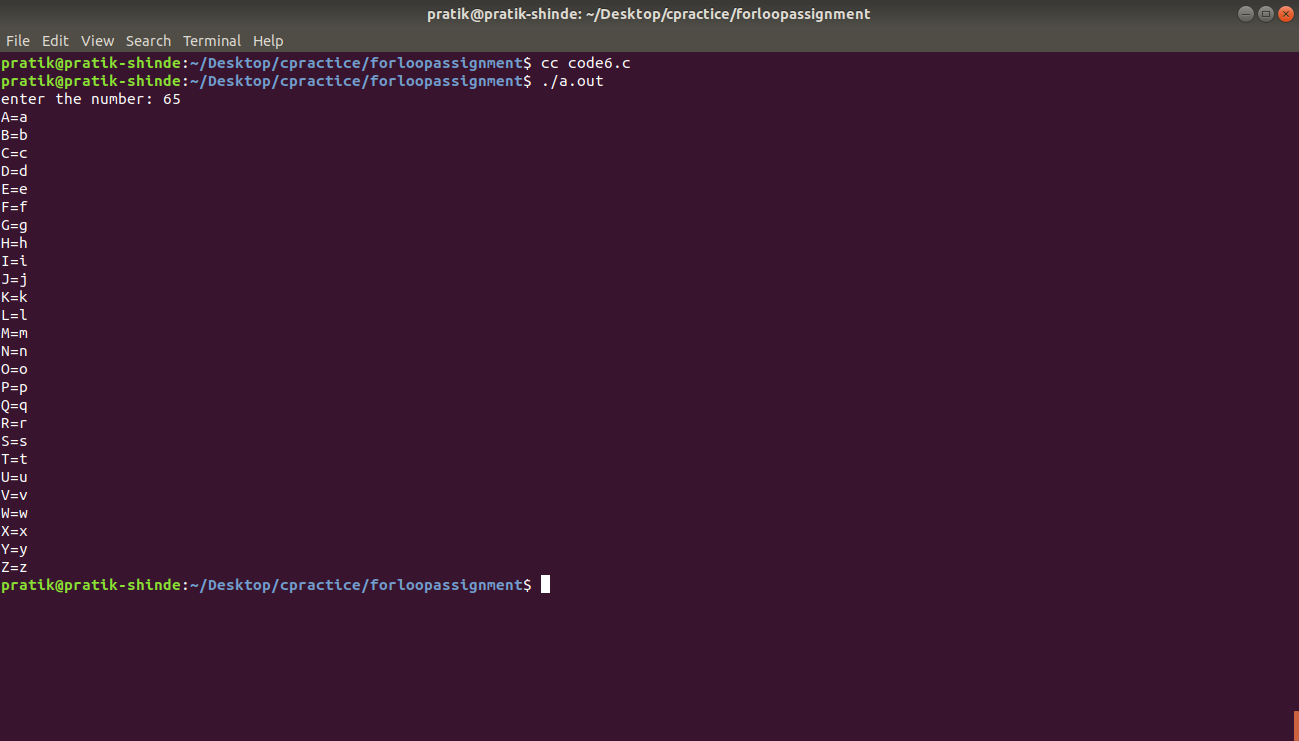 pratik@pratik-shinde: ~/Desktop/cpractice/forloopassignment
File Edit View Search Terminal Help
pratik@pratik-shinde:~/Desktop/cpractice/forloopassignment$ cc code6.c
pratik@pratik-shinde:~/Desktop/cpractice/forloopassignment$ ./a.out
enter the number: 65
A=a
B=b
C=c
D=d
E=e
F=f
G=g
H=h
I=i
J=j
K=k
L=l
M=m
N=n
O=o
P=p
Q=q
R=r
S=s
T=t
U=u
V=v
W=w
X=x
Y=y
Z=z
pratik@pratik-shinde:~/Desktop/cpractice/forloopassignment$